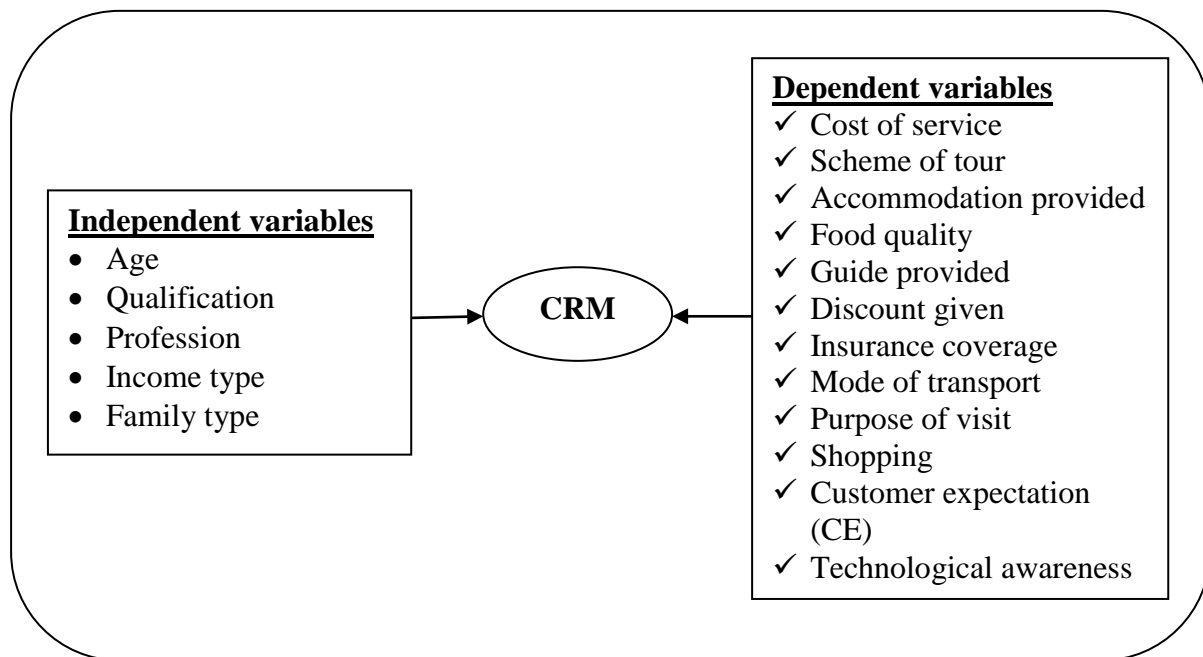 Independent variables
• Age
• Qualification
• Profession
• Income type
• Family type
CRM
Dependent variables
✓ Cost of service
✓ Scheme of tour
✓ Accommodation provided
✓ Food quality
✓ Guide provided
✓ Discount given
✓ Insurance coverage
✓ Mode of transport
✓ Purpose of visit
✓ Shopping
✓ Customer expectation
(CE)
✓ Technological awareness